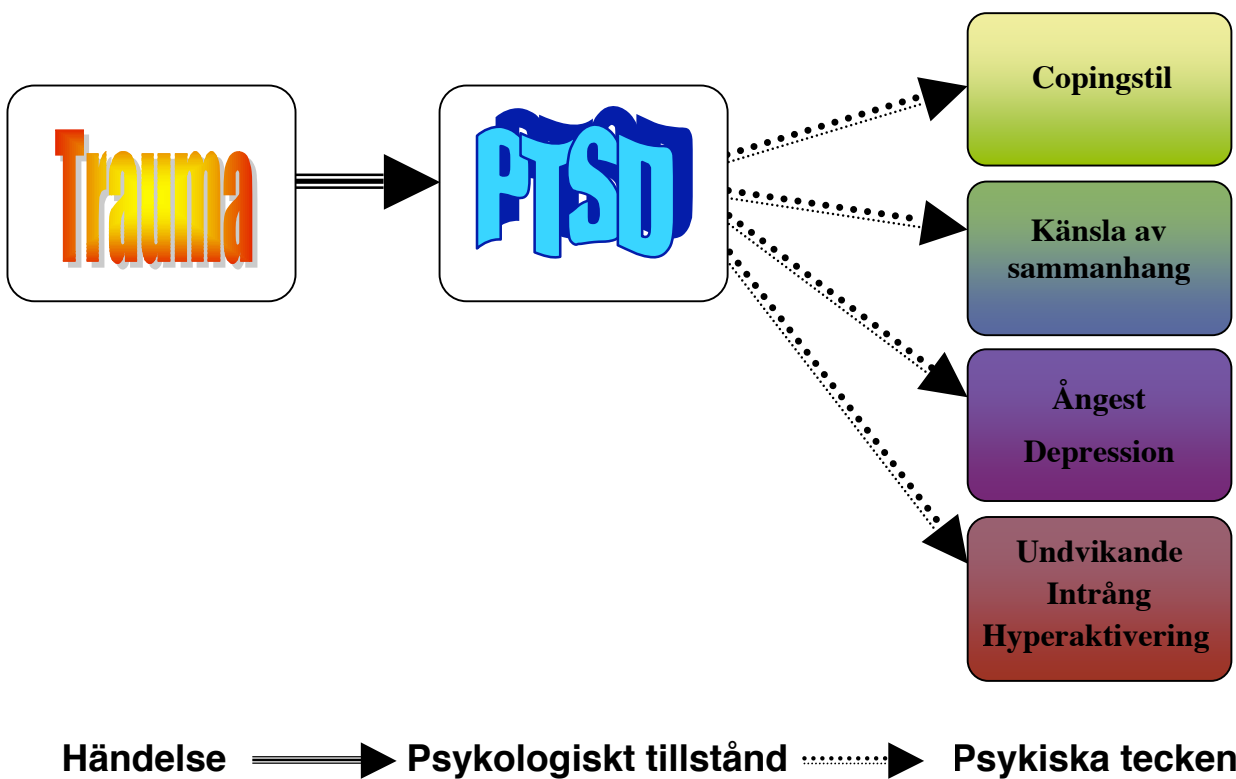 Trauma
PTSD
Copingstil
Känsla av
sammanhang
Ångest
Depression
Undvikande
Intrång
Hyperaktivering
Händelse Psykologiskt tillstånd Psykiska tecken